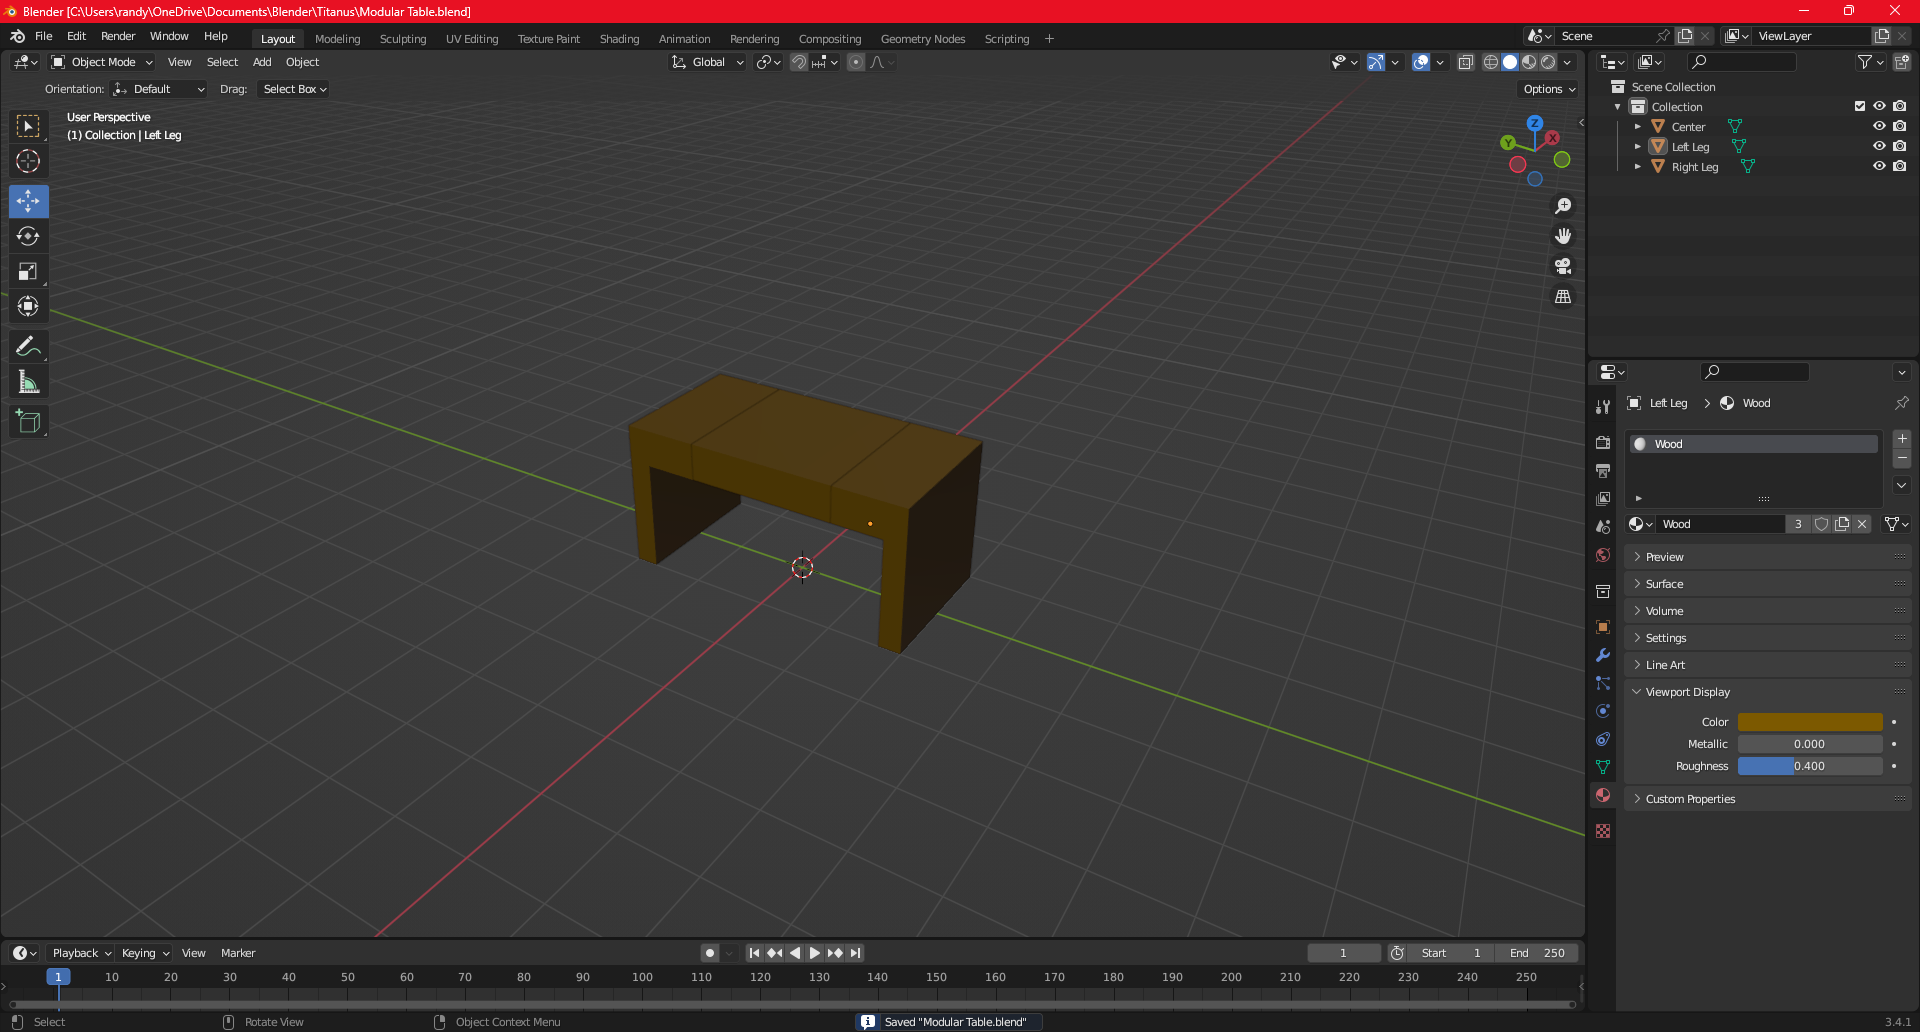 Blender [C:\Users\randy\OneDrive\Documents\Blender\Titanus\Modular Table.blend]
File Edit Render Window Help Layout Modeling Sculpting UV Editing Texture Paint Shading Animation Rendering Compositing Geometry Nodes Scripting + Scene ViewLayer
Object Mode View Select Add Object Global
Orientation: Default Drag: Select Box Options
User Perspective
(1) Collection | Left Leg
Z
X
Y
Scene Collection
Collection
Center
Left Leg
Right Leg
Left Leg > Wood
Wood
Wood 3
Preview
Surface
Volume
Settings
Line Art
Viewport Display
Color
Metallic 0.000
Roughness 0.400
Custom Properties
Playback Keying View Marker 1 Start 1 End 250
1 10 20 30 40 50 60 70 80 90 100 110 120 130 140 150 160 170 180 190 200 210 220 230 240 250
Select Rotate View Object Context Menu Saved "Modular Table.blend" 3.4.1